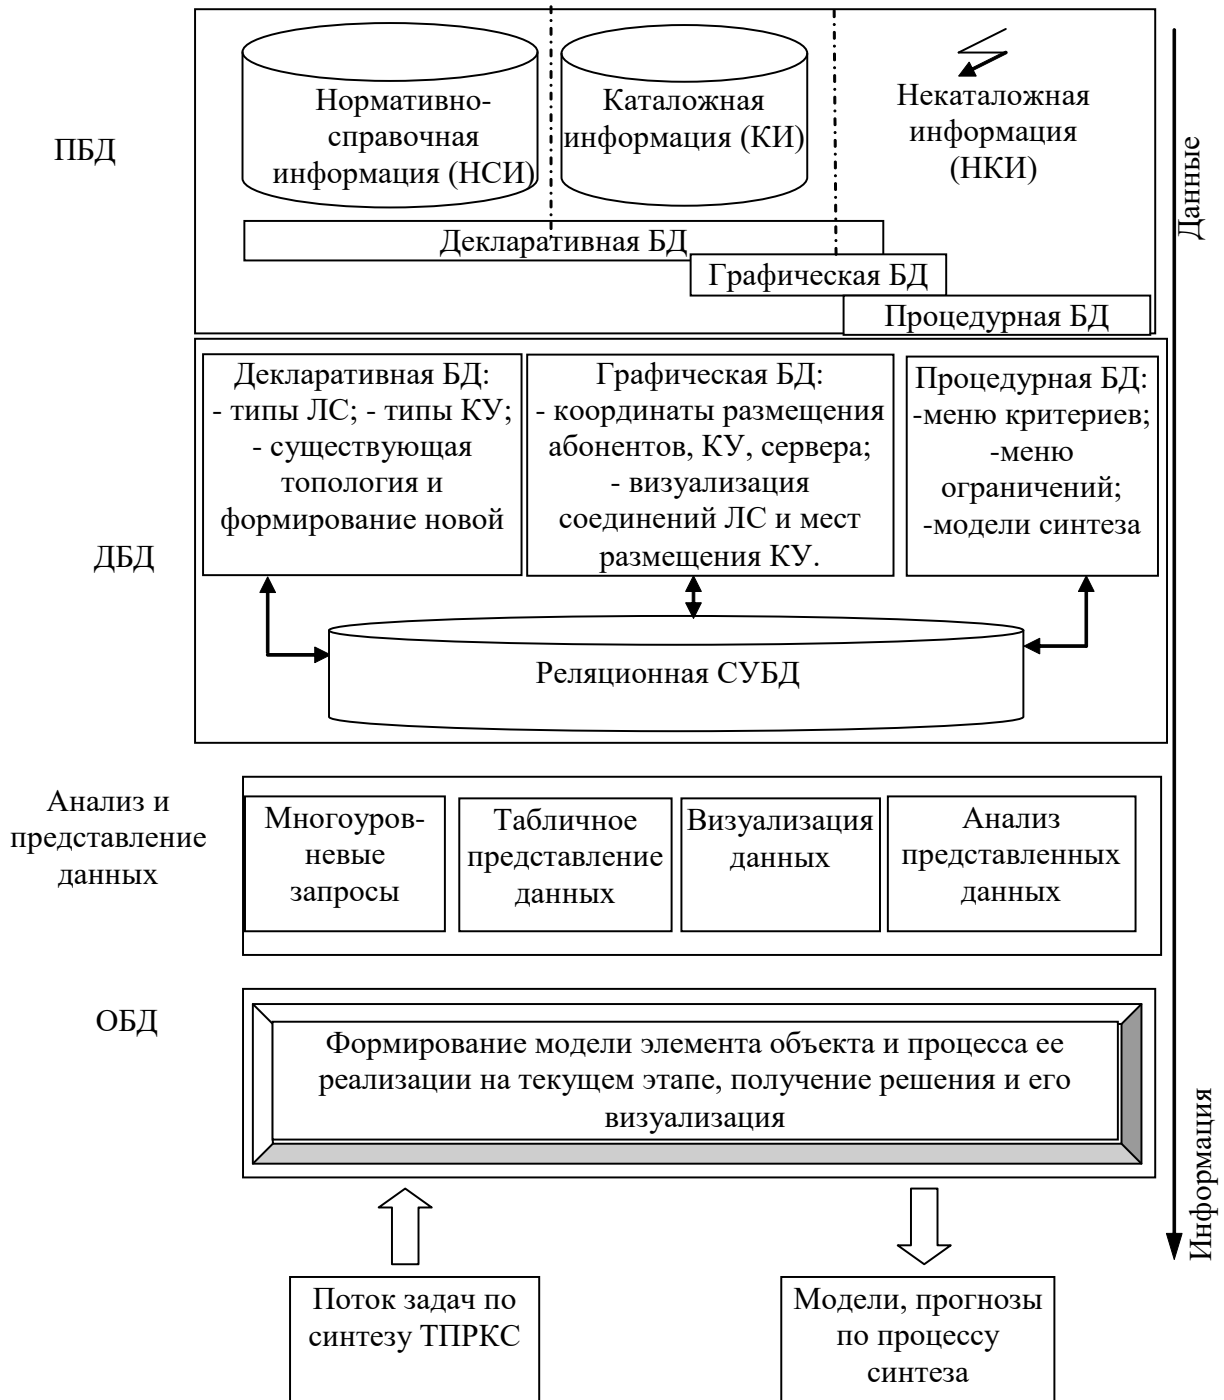 ПБД
Нормативно-
справочная
информация (НСИ)
Каталожная
информация (КИ)
Некаталожная
информация
(НКИ)
Данные
Декларативная БД
Графическая БД
Процедурная БД
ДБД
Декларативная БД:
- типы ЛС; - типы КУ;
- существующая
топология и
формирование новой
Графическая БД:
- координаты размещения
абонентов, КУ, сервера;
- визуализация
соединений ЛС и мест
размещения КУ.
Процедурная БД:
-меню критериев;
-меню
ограничений;
-модели синтеза
Реляционная СУБД
Анализ и
представление
данных
Многоуров-
невые
запросы
Табличное
представление
данных
Визуализация
данных
Анализ
представленных
данных
ОБД
Формирование модели элемента объекта и процесса ее
реализации на текущем этапе, получение решения и его
визуализация
Информация
Поток задач по
синтезу ТПРКС
Модели, прогнозы
по процессу
синтеза